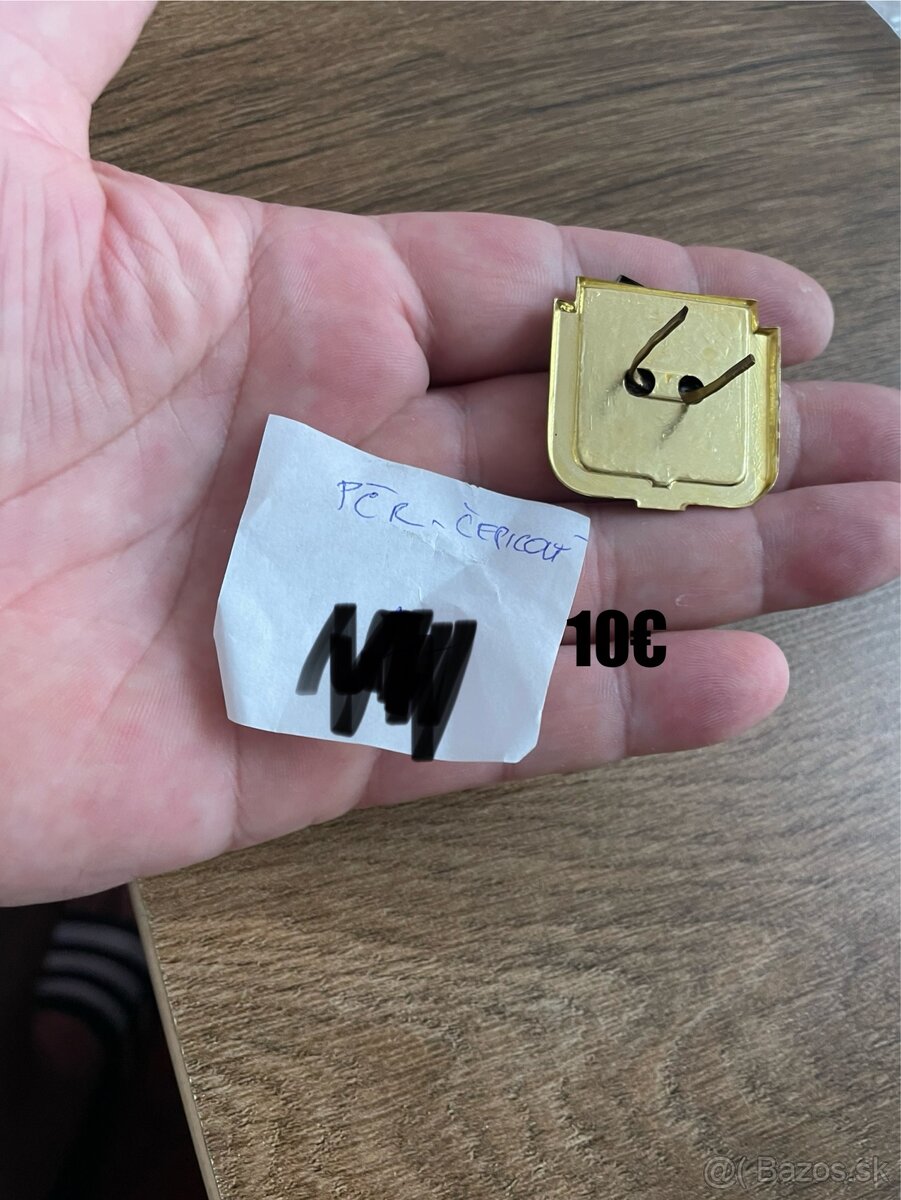 PČR - ČEPICOVÝ
10€
@( Bazos.sk